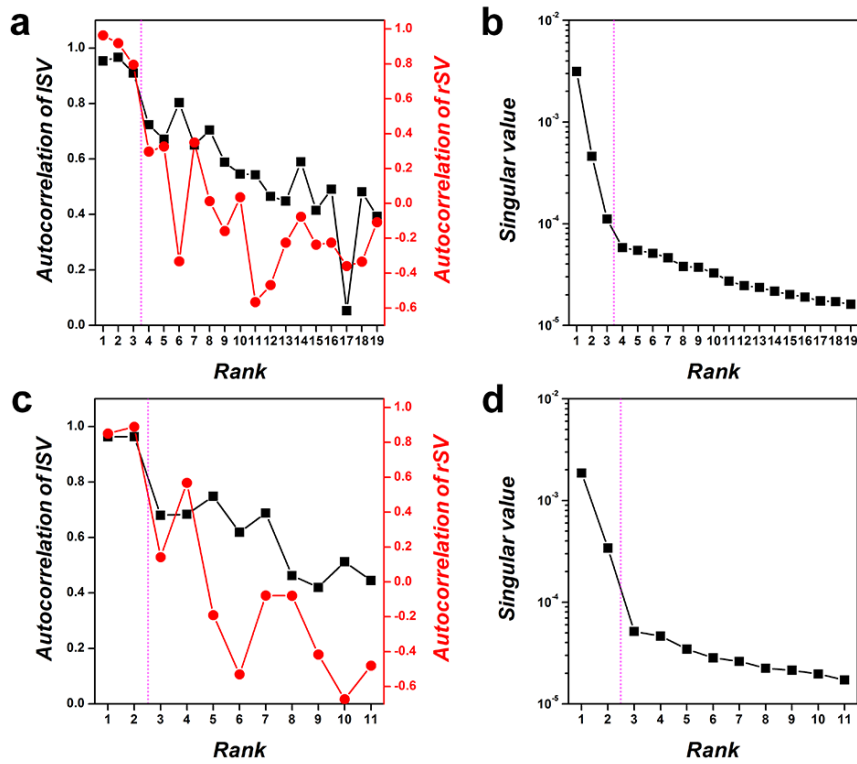 a
Autocorrelation of lSV
1.0
0.8
0.6
0.4
0.2
0.0
1.0
0.8
0.6
0.4
0.2
0.0
-0.2
-0.4
-0.6
Autocorrelation of rSV
1 2 3 4 5 6 7 8 9 10 11 12 13 14 15 16 17 18 19
Rank
b
Singular value
10⁻²
10⁻³
10⁻⁴
10⁻⁵
1 2 3 4 5 6 7 8 9 10 11 12 13 14 15 16 17 18 19
Rank
c
Autocorrelation of lSV
1.0
0.8
0.6
0.4
0.2
0.0
1.0
0.8
0.6
0.4
0.2
0.0
-0.2
-0.4
-0.6
Autocorrelation of rSV
1 2 3 4 5 6 7 8 9 10 11
Rank
d
Singular value
10⁻²
10⁻³
10⁻⁴
10⁻⁵
1 2 3 4 5 6 7 8 9 10 11
Rank